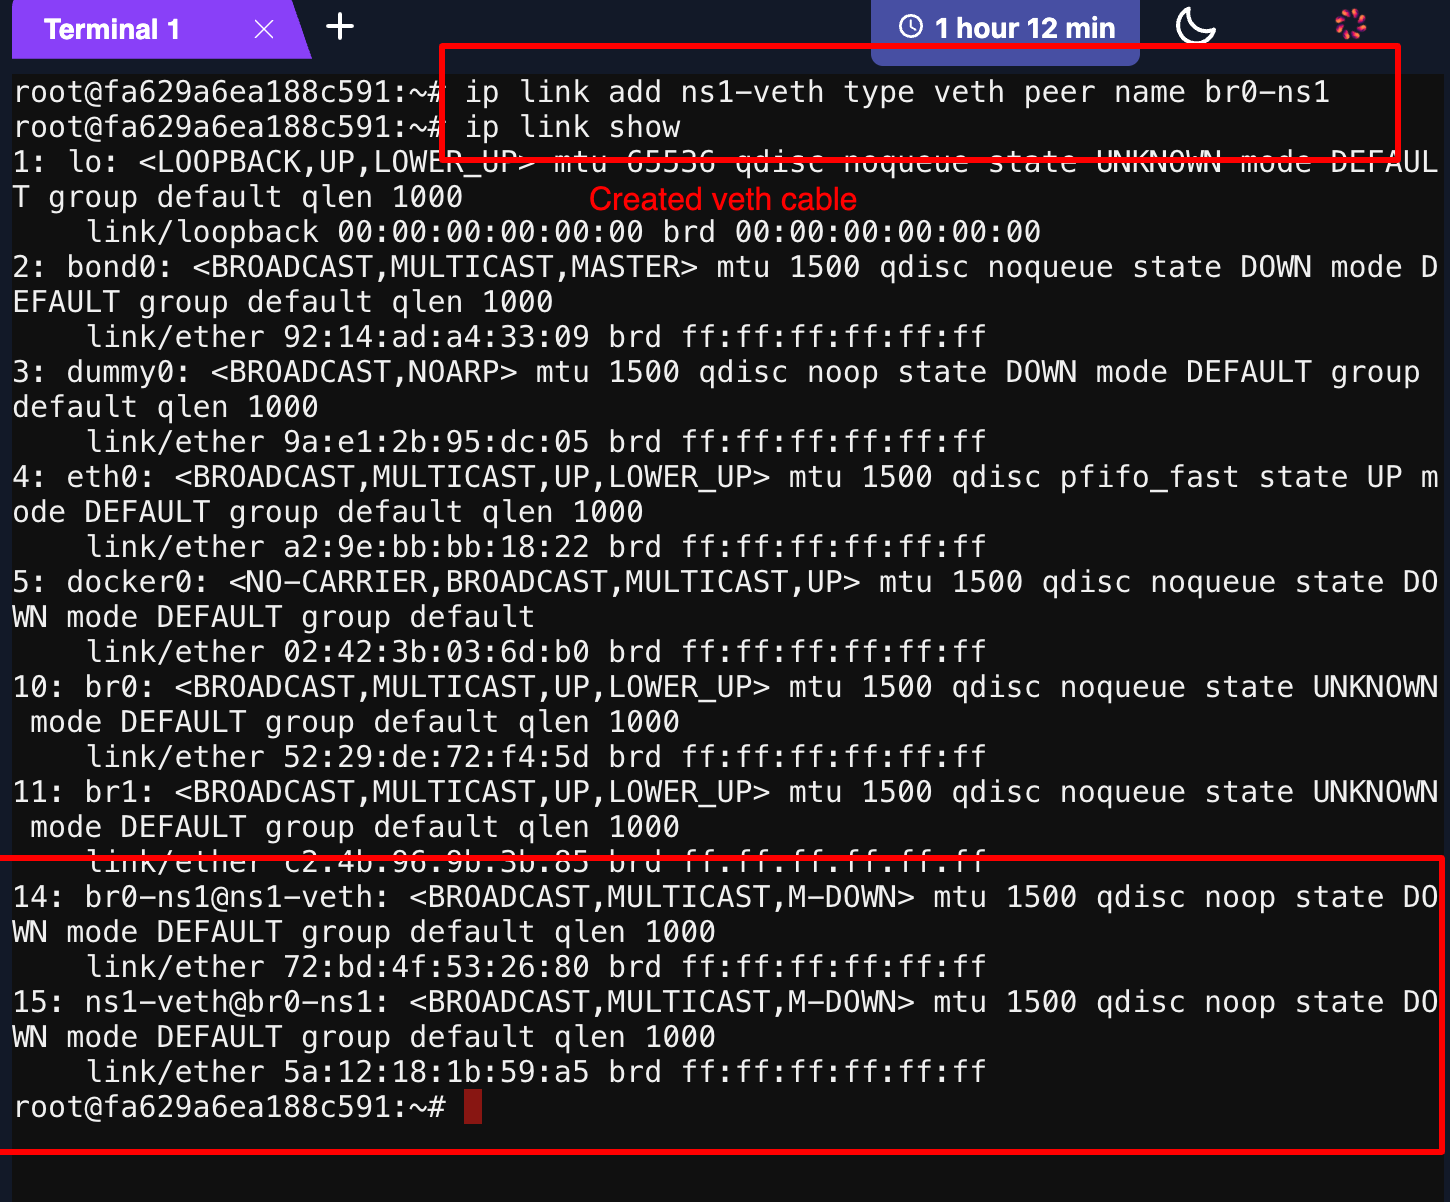 Terminal 1
1 hour 12 min
root@fa629a6ea188c591:~# ip link add ns1-veth type veth peer name br0-ns1
root@fa629a6ea188c591:~# ip link show
1: lo: <LOOPBACK,UP,LOWER_UP> mtu 65536 qdisc noqueue state UNKNOWN mode DEFAUL
T group default qlen 1000
Created veth cable
    link/loopback 00:00:00:00:00:00 brd 00:00:00:00:00:00
2: bond0: <BROADCAST,MULTICAST,MASTER> mtu 1500 qdisc noqueue state DOWN mode D
EFAULT group default qlen 1000
    link/ether 92:14:ad:a4:33:09 brd ff:ff:ff:ff:ff:ff
3: dummy0: <BROADCAST,NOARP> mtu 1500 qdisc noop state DOWN mode DEFAULT group
default qlen 1000
    link/ether 9a:e1:2b:95:dc:05 brd ff:ff:ff:ff:ff:ff
4: eth0: <BROADCAST,MULTICAST,UP,LOWER_UP> mtu 1500 qdisc pfifo_fast state UP m
ode DEFAULT group default qlen 1000
    link/ether a2:9e:bb:bb:18:22 brd ff:ff:ff:ff:ff:ff
5: docker0: <NO-CARRIER,BROADCAST,MULTICAST,UP> mtu 1500 qdisc noqueue state DO
WN mode DEFAULT group default
    link/ether 02:42:3b:03:6d:b0 brd ff:ff:ff:ff:ff:ff
10: br0: <BROADCAST,MULTICAST,UP,LOWER_UP> mtu 1500 qdisc noqueue state UNKNOWN
 mode DEFAULT group default qlen 1000
    link/ether 52:29:de:72:f4:5d brd ff:ff:ff:ff:ff:ff
11: br1: <BROADCAST,MULTICAST,UP,LOWER_UP> mtu 1500 qdisc noqueue state UNKNOWN
 mode DEFAULT group default qlen 1000
    link/ether c2:4b:96:9b:3b:85 brd ff:ff:ff:ff:ff:ff
14: br0-ns1@ns1-veth: <BROADCAST,MULTICAST,M-DOWN> mtu 1500 qdisc noop state DO
WN mode DEFAULT group default qlen 1000
    link/ether 72:bd:4f:53:26:80 brd ff:ff:ff:ff:ff:ff
15: ns1-veth@br0-ns1: <BROADCAST,MULTICAST,M-DOWN> mtu 1500 qdisc noop state DO
WN mode DEFAULT group default qlen 1000
    link/ether 5a:12:18:1b:59:a5 brd ff:ff:ff:ff:ff:ff
root@fa629a6ea188c591:~#